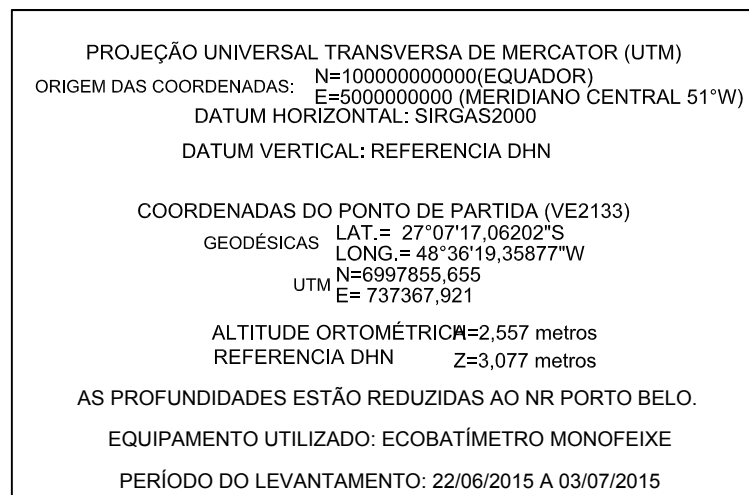 PROJEÇÃO UNIVERSAL TRANSVERSA DE MERCATOR (UTM)
ORIGEM DAS COORDENADAS: N=100000000000(EQUADOR)
E=5000000000 (MERIDIANO CENTRAL 51°W)
DATUM HORIZONTAL: SIRGAS2000
DATUM VERTICAL: REFERENCIA DHN
COORDENADAS DO PONTO DE PARTIDA (VE2133)
GEODÉSICAS LAT.= 27°07'17,06202"S
LONG.= 48°36'19,35877"W
UTM N=6997855,655
E= 737367,921
ALTITUDE ORTOMÉTRICA H=2,557 metros
REFERENCIA DHN Z=3,077 metros
AS PROFUNDIDADES ESTÃO REDUZIDAS AO NR PORTO BELO.
EQUIPAMENTO UTILIZADO: ECOBATÍMETRO MONOFEIXE
PERÍODO DO LEVANTAMENTO: 22/06/2015 A 03/07/2015